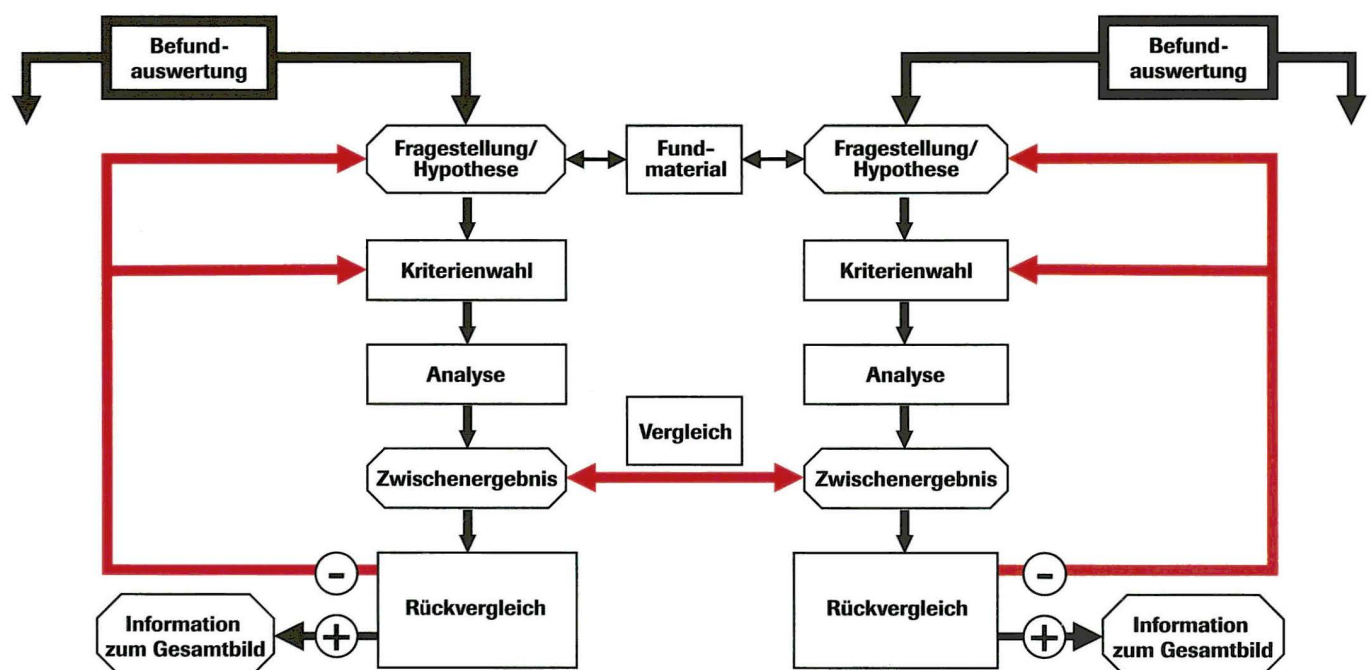 Befund-
auswertung
Befund-
auswertung
Fragestellung/
Hypothese
Fund-
material
Fragestellung/
Hypothese
Kriterienwahl
Kriterienwahl
Analyse
Analyse
Vergleich
Zwischenergebnis
Zwischenergebnis
Rückvergleich
Rückvergleich
-
-
+
+
Information
zum Gesamtbild
Information
zum Gesamtbild